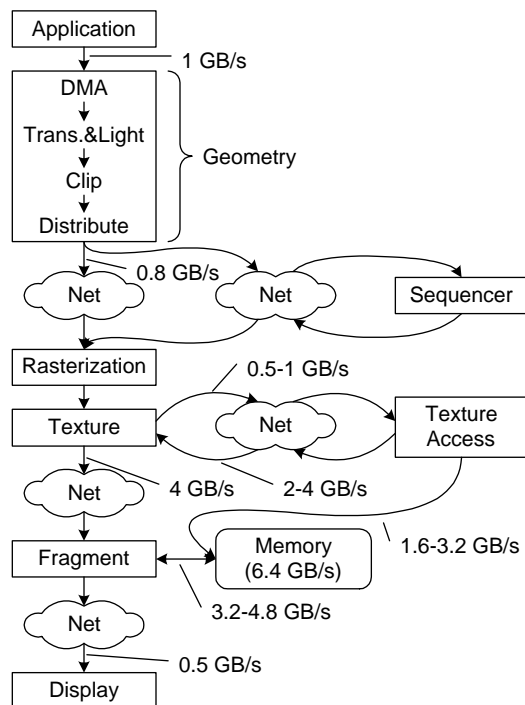 Application
1 GB/s
DMA
Trans.&Light
Clip
Distribute
Geometry
0.8 GB/s
Net
Net
Sequencer
Rasterization
0.5-1 GB/s
Texture
Net
Texture
Access
4 GB/s
2-4 GB/s
Net
1.6-3.2 GB/s
Fragment
Memory
(6.4 GB/s)
3.2-4.8 GB/s
Net
0.5 GB/s
Display